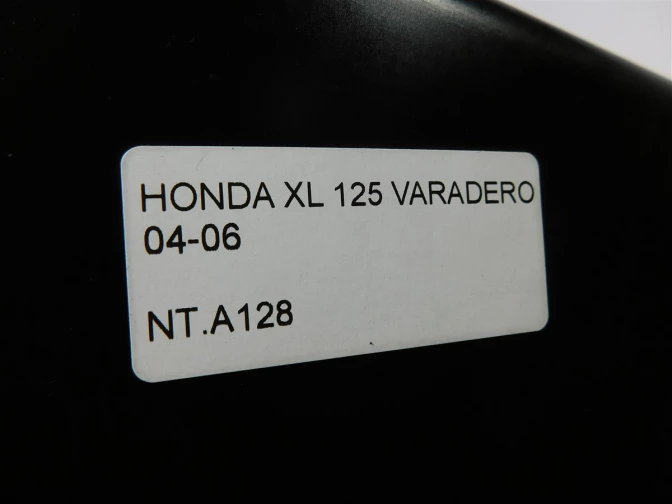 HONDA XL 125 VARADERO
04-06
NT.A128